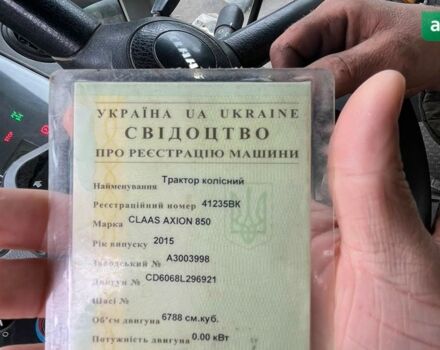 УКРАЇНА UA UKRAINE
СВІДОЦТВО
ПРО РЕЄСТРАЦІЮ МАШИНИ
Найменування Трактор колісний
Реєстраційний номер 41235ВК
Марка CLAAS AXION 850
Рік випуску 2015
Заводський № A3003998
Двигун № CD6068L296921
Шасі №
Об'єм двигуна 6788 см.куб.
Потужність двигуна 0.00 кВт